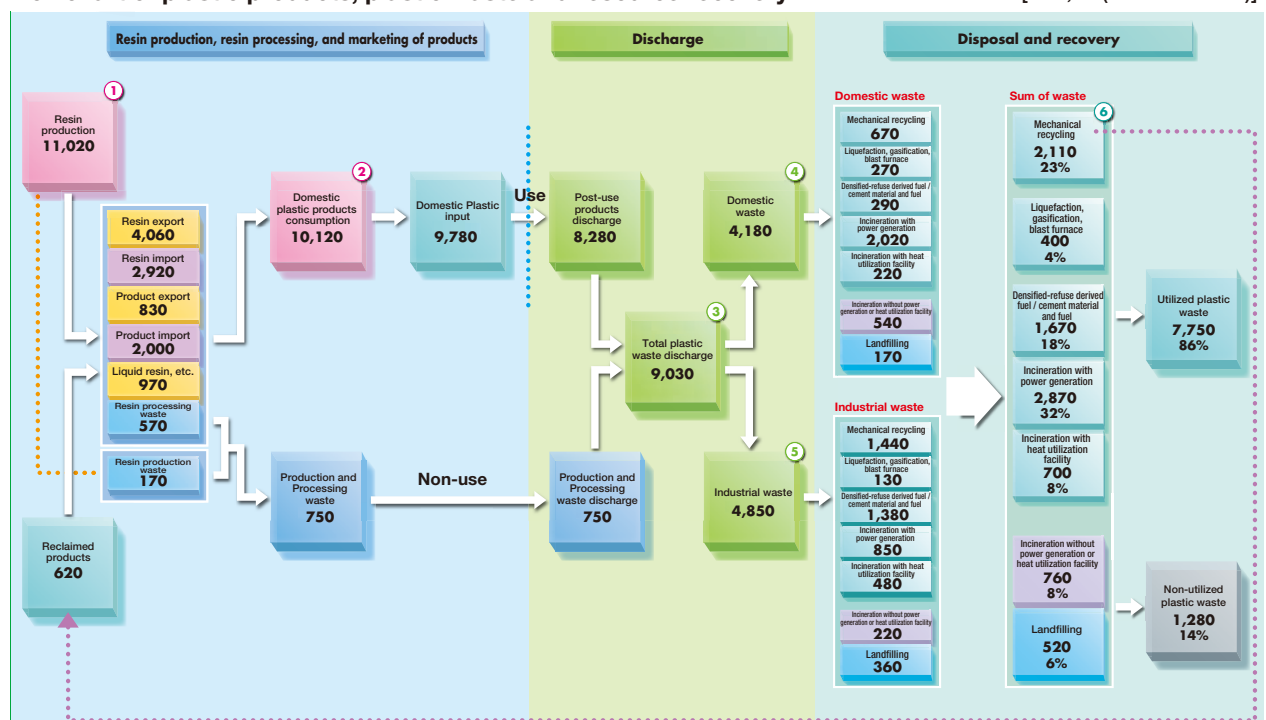 Resin production, resin processing, and marketing of products
Discharge
Disposal and recovery
1
Resin
production
11,020
Resin export
4,060
Resin import
2,920
Product export
830
Product import
2,000
Liquid resin, etc.
970
Resin processing
waste
570
Resin production
waste
170
Reclaimed
products
620
2
Domestic
plastic products
consumption
10,120
Domestic Plastic
input
9,780
Use
Production and
Processing
waste
750
Non-use
Post-use
products
discharge
8,280
3
Total plastic
waste discharge
9,030
Production and
Processing
waste discharge
750
4
Domestic
waste
4,180
5
Industrial waste
4,850
Domestic waste
Mechanical recycling
670
Liquefaction, gasification,
blast furnace
270
Densified-refuse derived fuel /
cement material and fuel
290
Incineration with
power generation
2,020
Incineration with heat
utilization facility
220
Incineration without power
generation or heat utilization facility
540
Landfilling
170
Industrial waste
Mechanical recycling
1,440
Liquefaction, gasification,
blast furnace
130
Densified-refuse derived fuel /
cement material and fuel
1,380
Incineration with
power generation
850
Incineration with heat
utilization facility
480
Incineration without power
generation or heat utilization facility
220
Landfilling
360
Sum of waste
6
Mechanical
recycling
2,110
23%
Liquefaction,
gasification,
blast furnace
400
4%
Densified-refuse derived
fuel / cement material
and fuel
1,670
18%
Incineration with
power generation
2,870
32%
Incineration with
heat utilization
facility
700
8%
Incineration without
power generation or
heat utilization facility
760
8%
Landfilling
520
6%
Utilized plastic
waste
7,750
86%
Non-utilized
plastic waste
1,280
14%